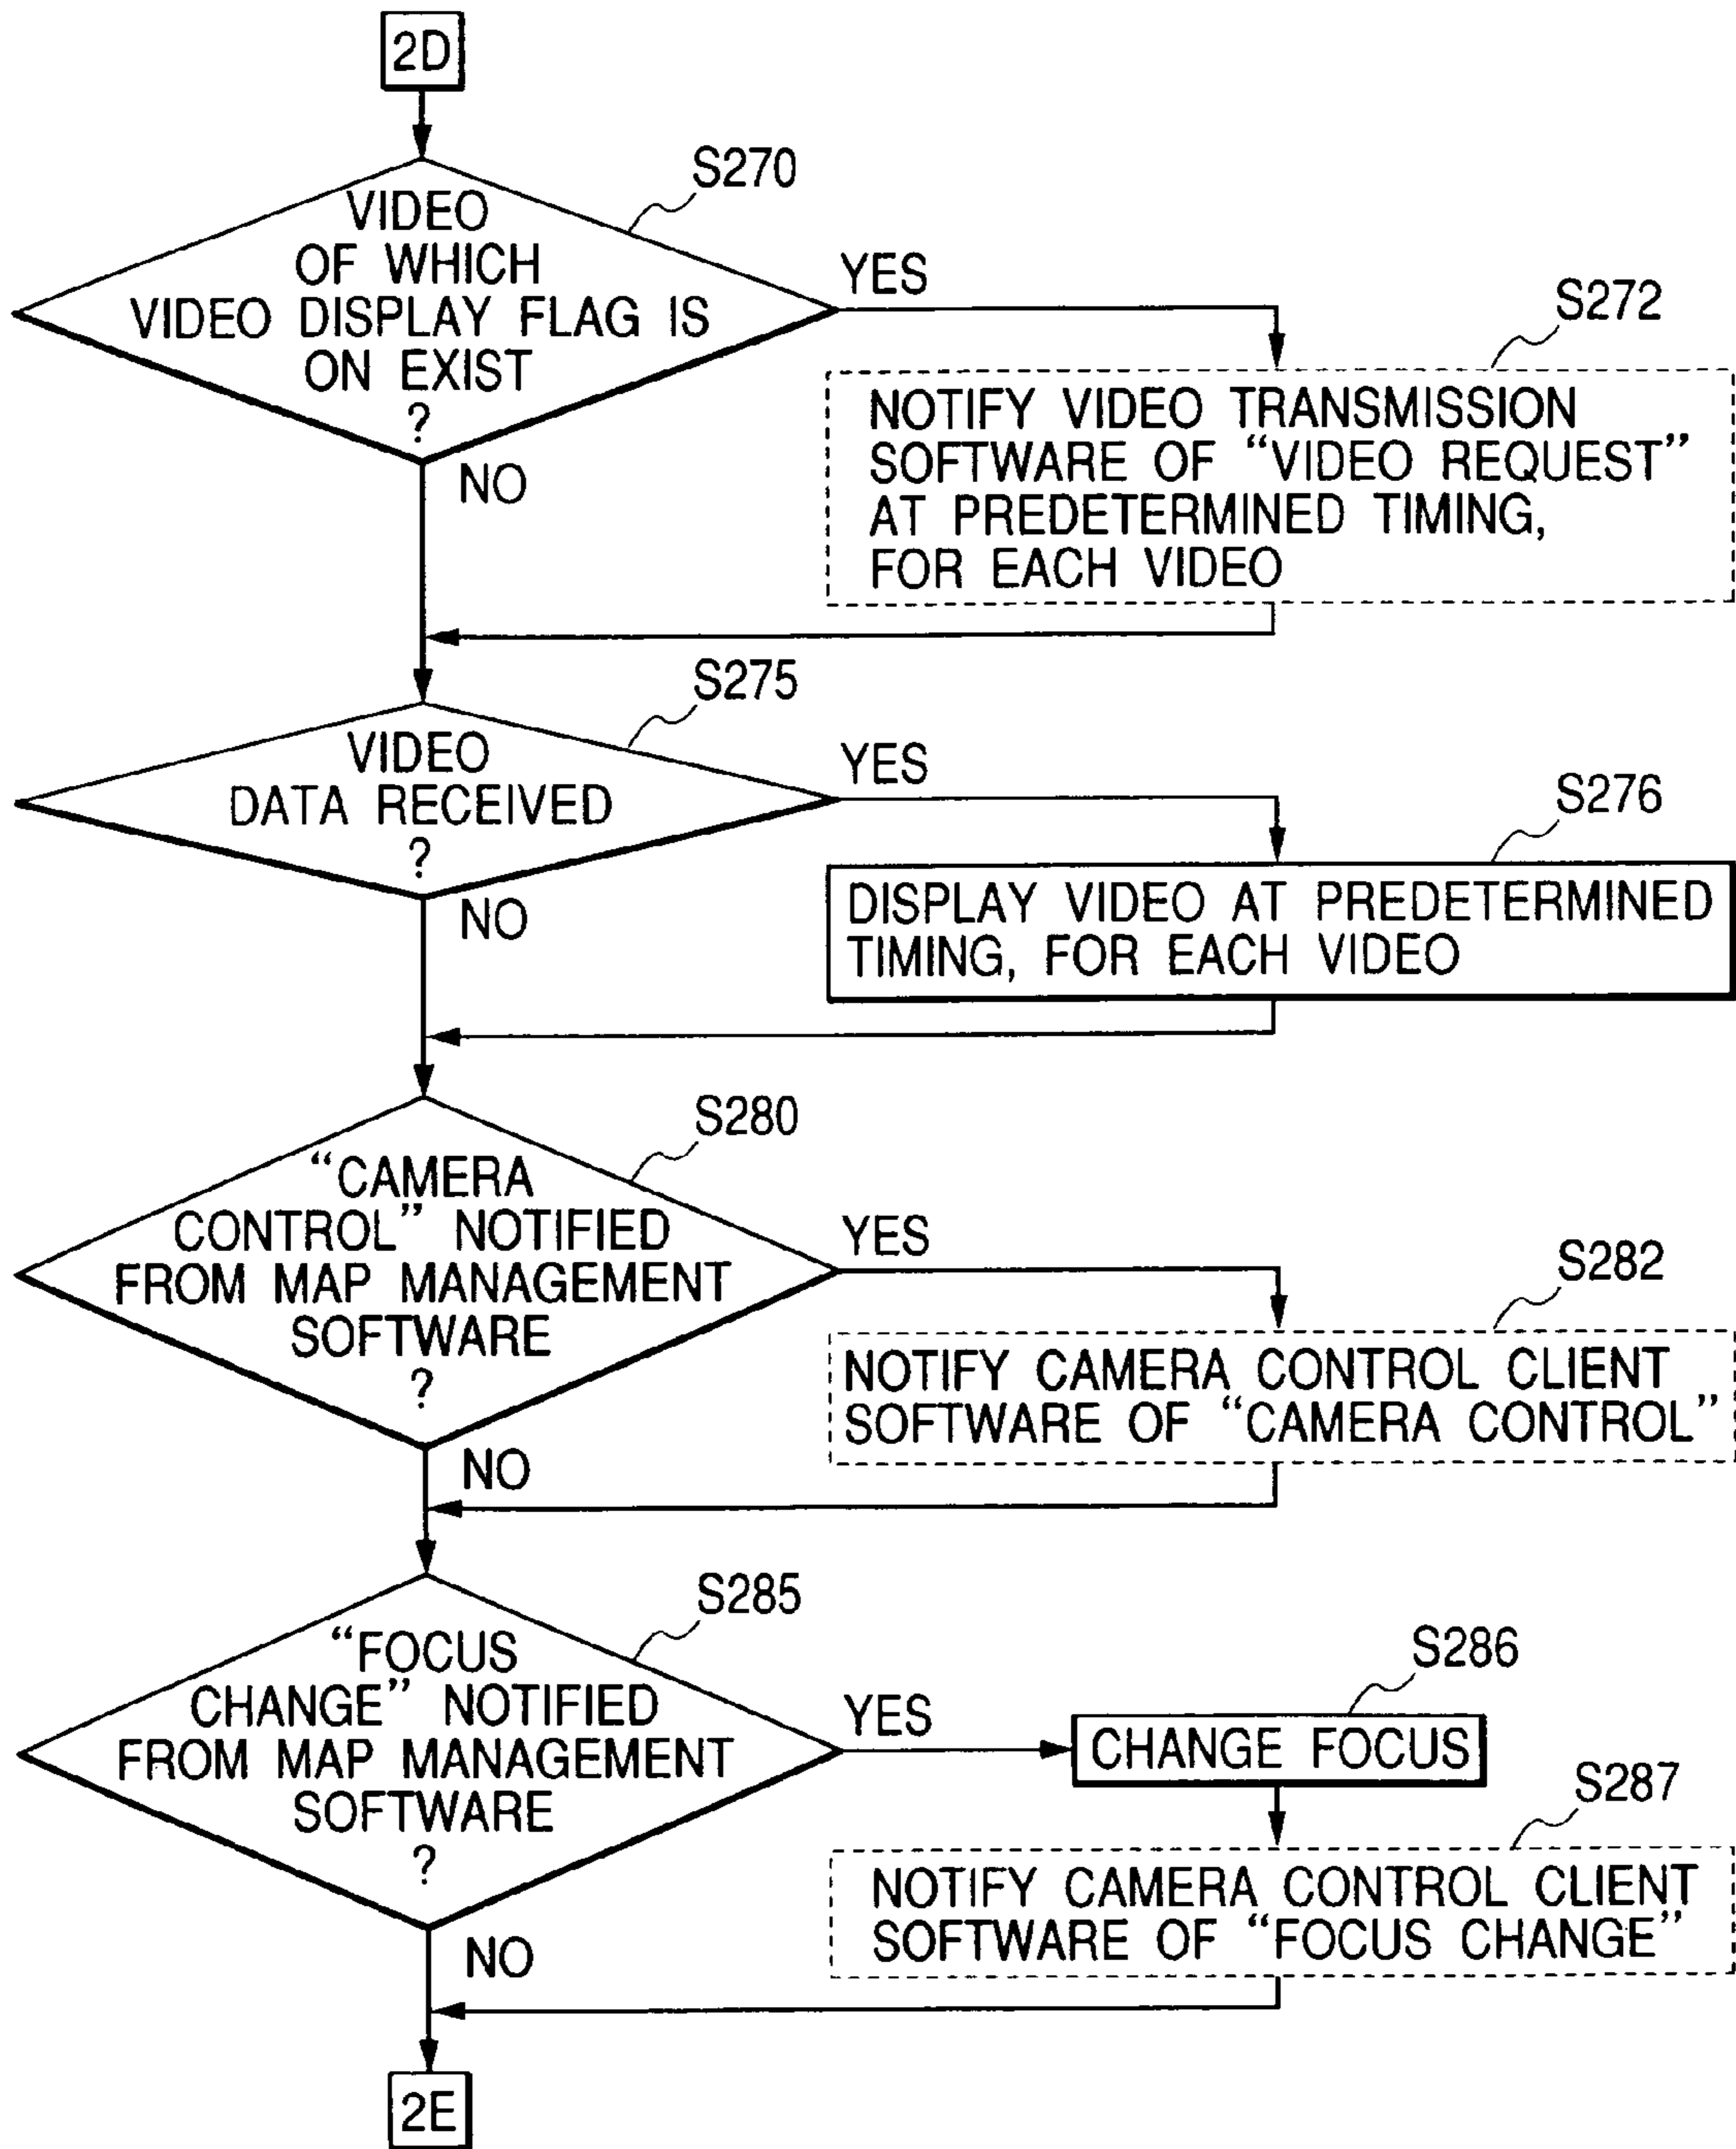 2D
S270
VIDEO
OF WHICH
VIDEO DISPLAY FLAG IS
ON EXIST
?
YES
NO
S272
NOTIFY VIDEO TRANSMISSION
SOFTWARE OF “VIDEO REQUEST”
AT PREDETERMINED TIMING,
FOR EACH VIDEO
S275
VIDEO
DATA RECEIVED
?
YES
NO
S276
DISPLAY VIDEO AT PREDETERMINED
TIMING, FOR EACH VIDEO
S280
“CAMERA
CONTROL” NOTIFIED
FROM MAP MANAGEMENT
SOFTWARE
?
YES
NO
S282
NOTIFY CAMERA CONTROL CLIENT
SOFTWARE OF “CAMERA CONTROL”
S285
“FOCUS
CHANGE” NOTIFIED
FROM MAP MANAGEMENT
SOFTWARE
?
YES
NO
S286
CHANGE FOCUS
S287
NOTIFY CAMERA CONTROL CLIENT
SOFTWARE OF “FOCUS CHANGE”
2E